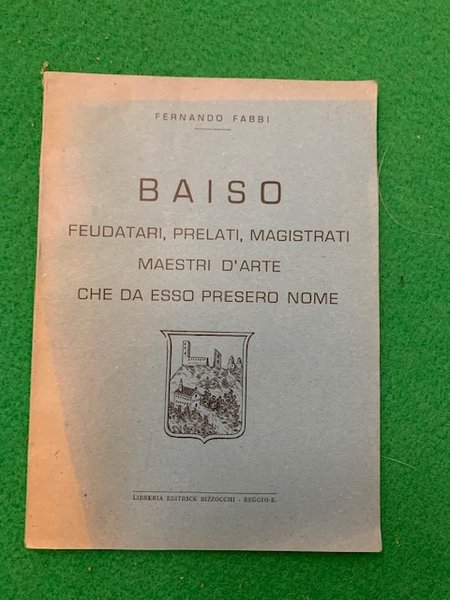 FERNANDO FABBI
BAISO
FEUDATARI, PRELATI, MAGISTRATI
MAESTRI D'ARTE
CHE DA ESSO PRESERO NOME
LIBRERIA EDITRICE BIZZOCCHI - REGGIO-E.